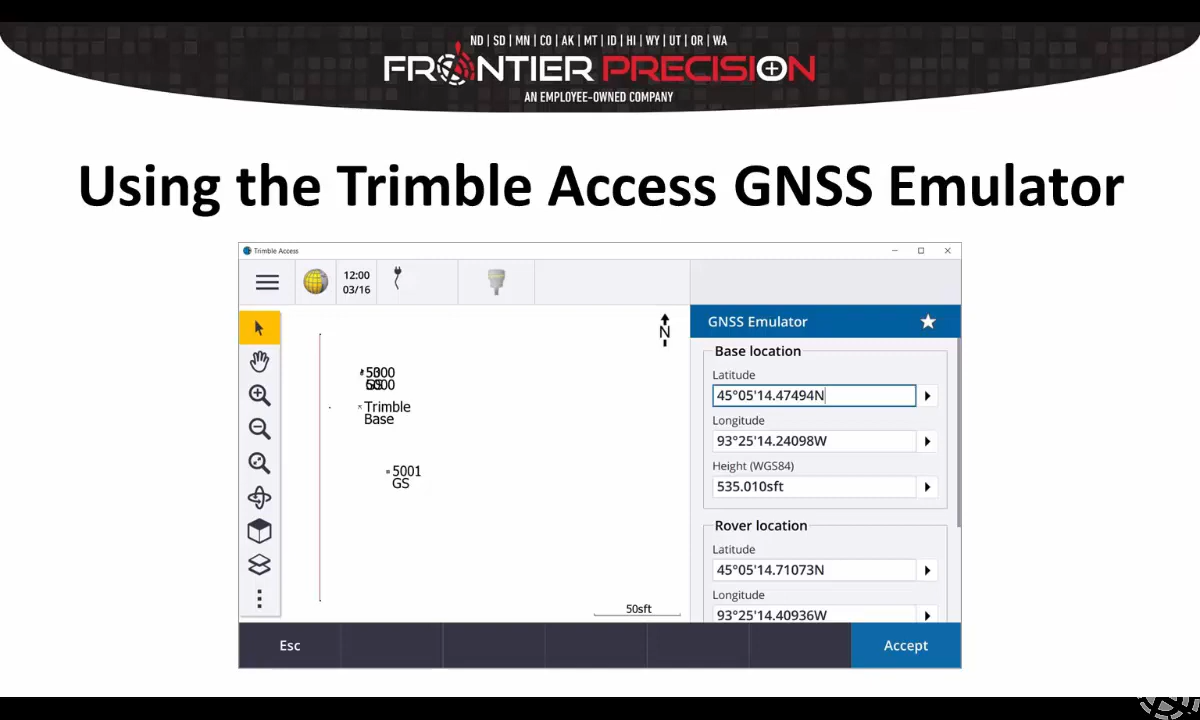 ND | SD | MN | CO | AK | MT | ID | HI | WY | UT | OR | WA
FRONTIER PRECISION
AN EMPLOYEE-OWNED COMPANY
Using the Trimble Access GNSS Emulator
Trimble Access
12:00
03/16
N
5000
GS
Trimble
Base
5001
GS
50sft
GNSS Emulator
Base location
Latitude
45°05'14.47494N
Longitude
93°25'14.24098W
Height (WGS84)
535.010sft
Rover location
Latitude
45°05'14.71073N
Longitude
93°25'14.40936W
Esc
Accept